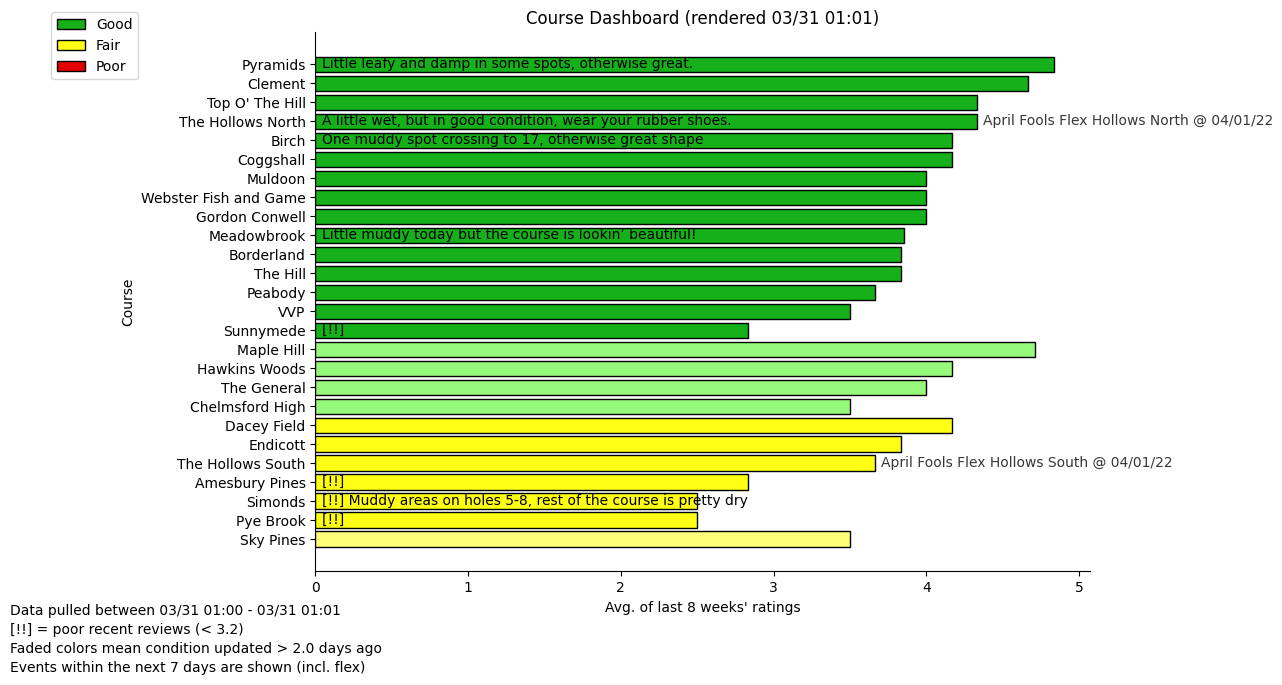 Course Dashboard (rendered 03/31 01:01)
Good
Fair
Poor
Pyramids Little leafy and damp in some spots, otherwise great.
Clement
Top O' The Hill
The Hollows North A little wet, but in good condition, wear your rubber shoes. April Fools Flex Hollows North @ 04/01/22
Birch One muddy spot crossing to 17, otherwise great shape
Coggshall
Muldoon
Webster Fish and Game
Gordon Conwell
Meadowbrook Little muddy today but the course is lookin’ beautiful!
Borderland
The Hill
Peabody
VVP
Sunnymede [!!]
Maple Hill
Hawkins Woods
The General
Chelmsford High
Dacey Field
Endicott
The Hollows South April Fools Flex Hollows South @ 04/01/22
Amesbury Pines [!!]
Simonds [!!] Muddy areas on holes 5-8, rest of the course is pretty dry
Pye Brook [!!]
Sky Pines
Course
0 1 2 3 4 5
Avg. of last 8 weeks' ratings
Data pulled between 03/31 01:00 - 03/31 01:01
[!!] = poor recent reviews (< 3.2)
Faded colors mean condition updated > 2.0 days ago
Events within the next 7 days are shown (incl. flex)